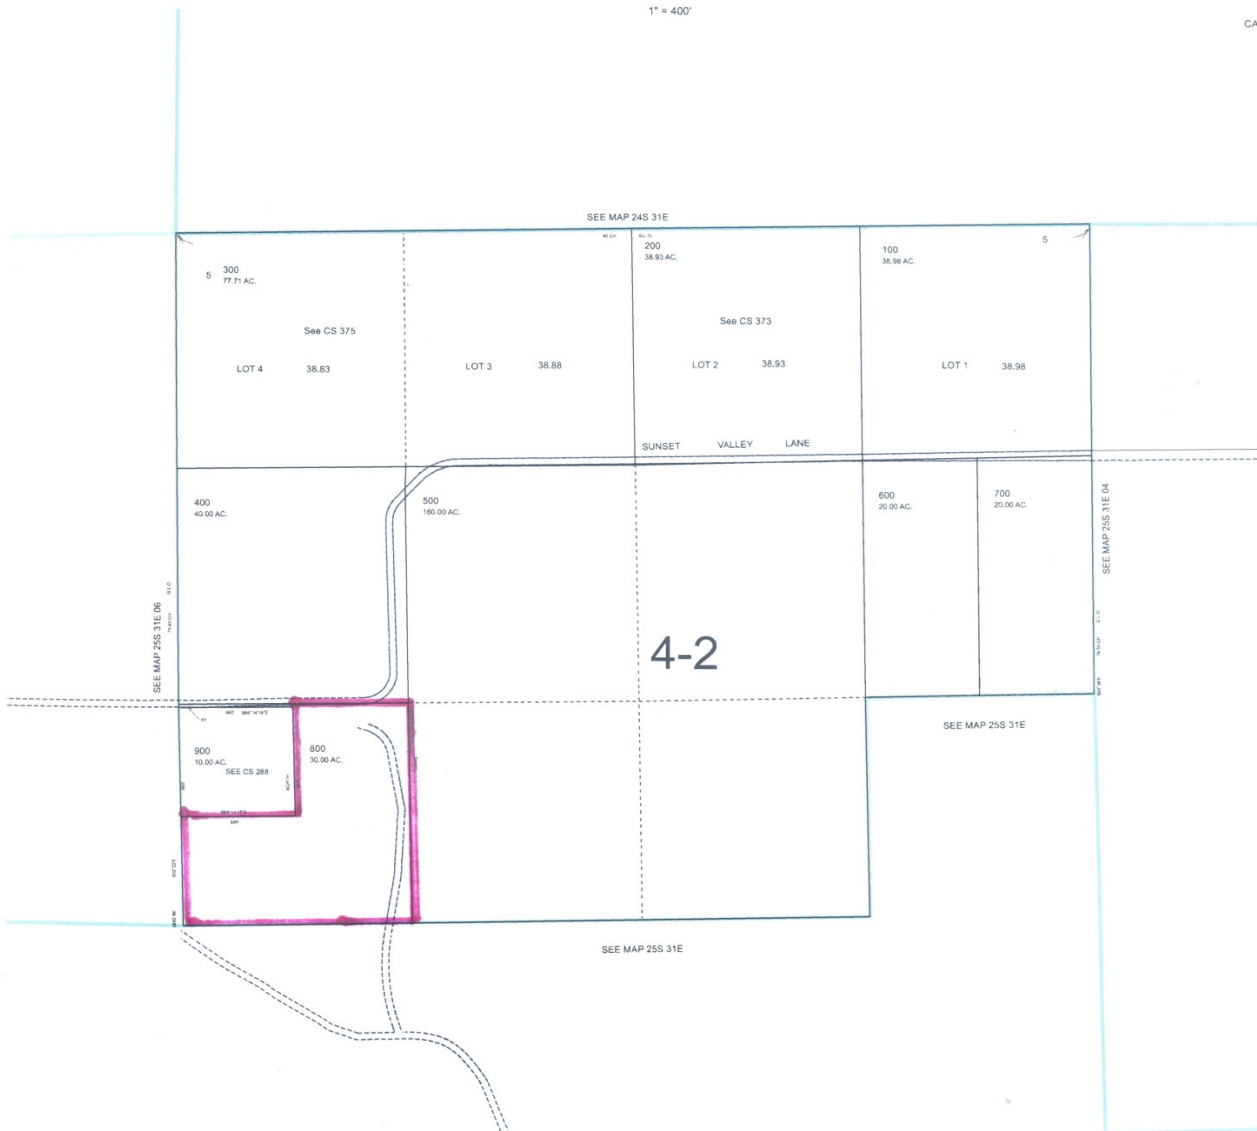 1" = 400'
CA
SEE MAP 24S 31E
5
300
77.71 AC.
200
38.93 AC.
100
38.98 AC.
5
See CS 375
See CS 373
LOT 4 38.83
LOT 3 38.88
LOT 2 38.93
LOT 1 38.98
SUNSET VALLEY LANE
400
40.00 AC.
500
160.00 AC.
600
20.00 AC.
700
20.00 AC.
SEE MAP 25S 31E 04
SEE MAP 25S 31E 06
4-2
900
10.00 AC.
SEE CS 288
800
30.00 AC.
SEE MAP 25S 31E
SEE MAP 25S 31E